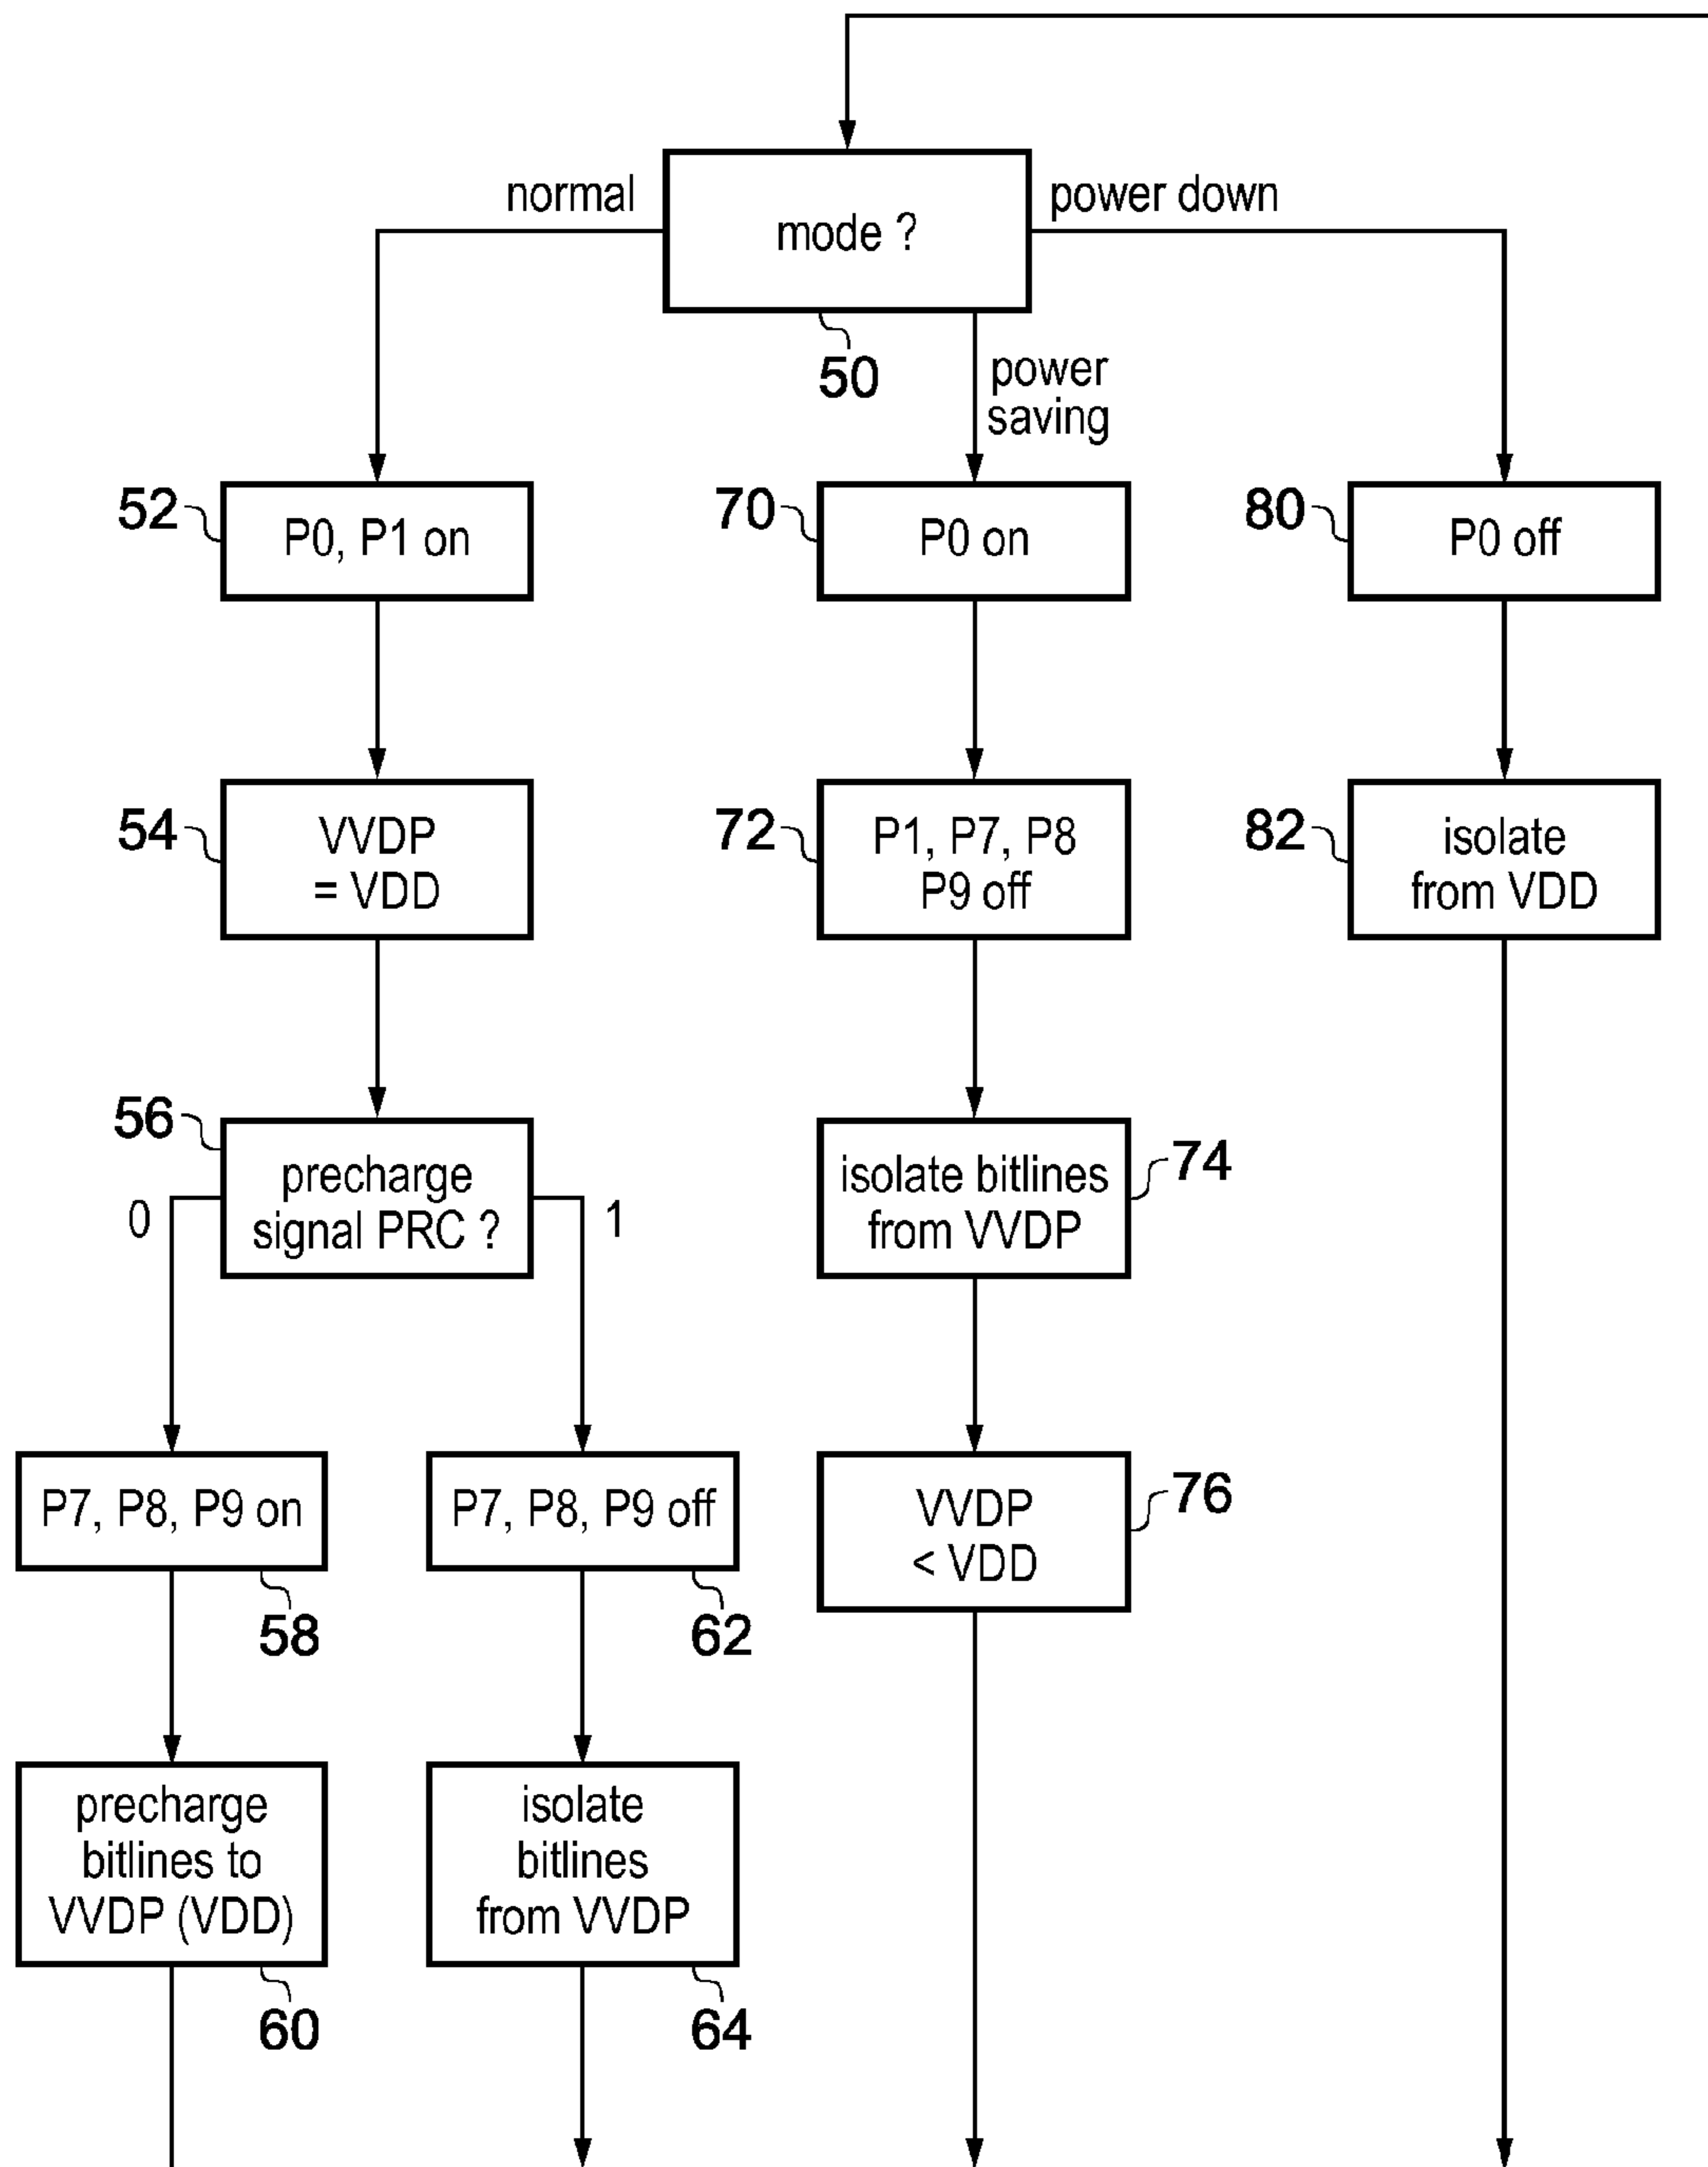 normal
mode ?
power down
50
power
saving
52
P0, P1 on
70
P0 on
80
P0 off
54
VVDP
= VDD
72
P1, P7, P8
P9 off
82
isolate
from VDD
56
precharge
signal PRC ?
0
1
isolate bitlines
from VVDP
74
P7, P8, P9 on
58
P7, P8, P9 off
62
VVDP
< VDD
76
precharge
bitlines to
VVDP (VDD)
60
isolate
bitlines
from VVDP
64